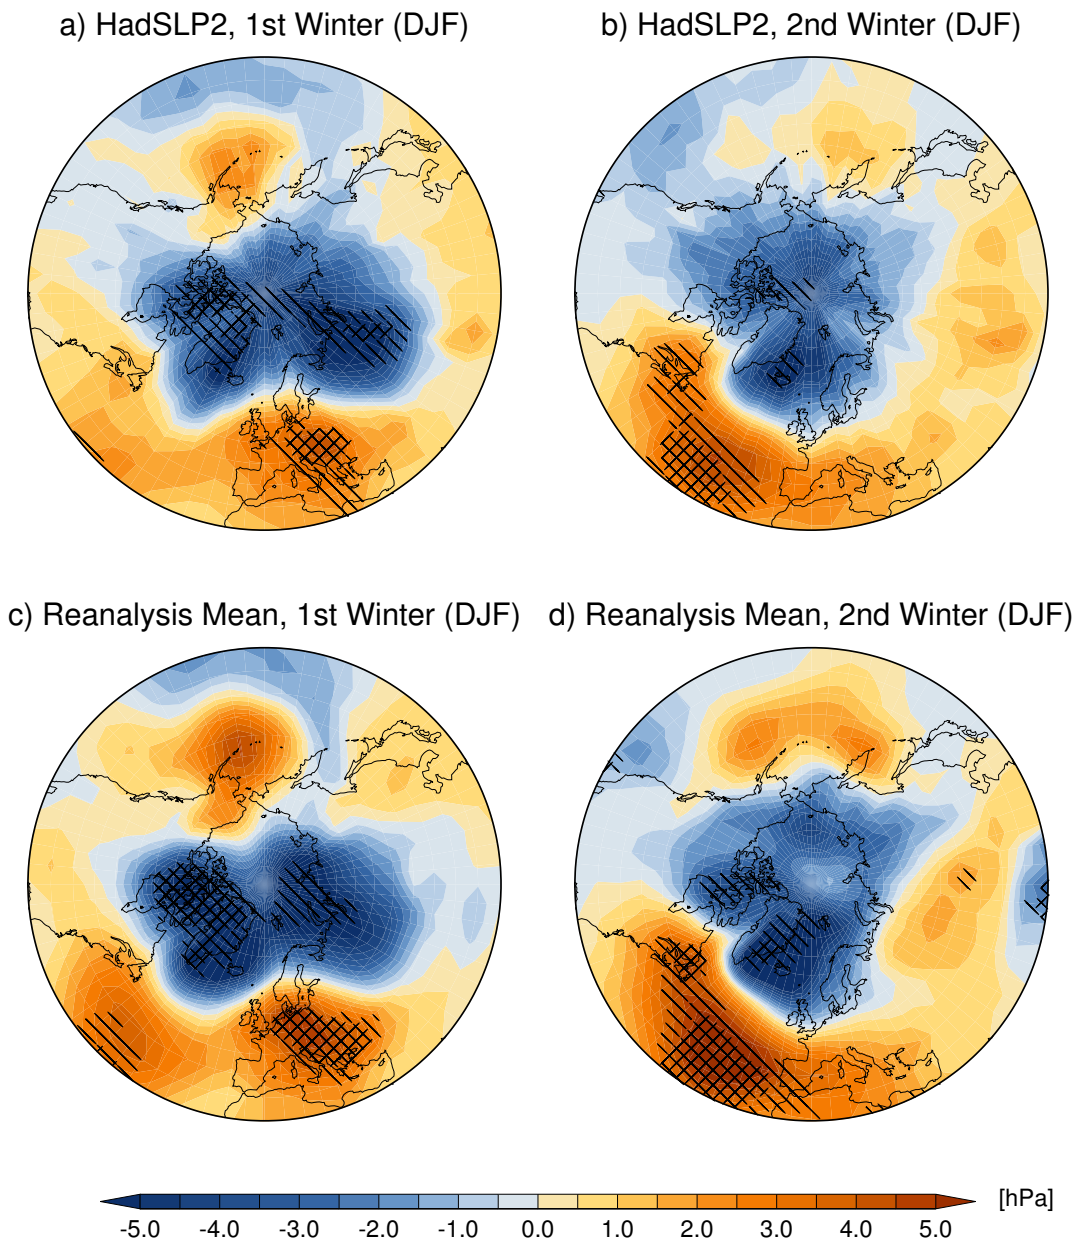 a) HadSLP2, 1st Winter (DJF)
b) HadSLP2, 2nd Winter (DJF)
c) Reanalysis Mean, 1st Winter (DJF)
d) Reanalysis Mean, 2nd Winter (DJF)
[hPa]
-5.0 -4.0 -3.0 -2.0 -1.0 0.0 1.0 2.0 3.0 4.0 5.0